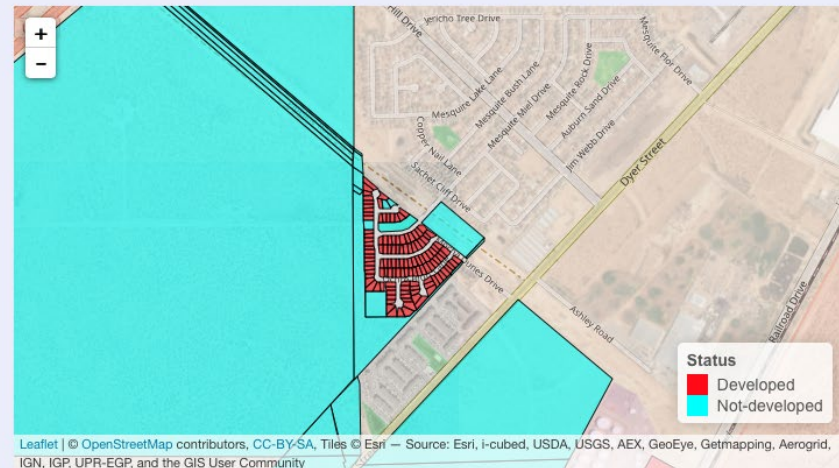 +
−
Jericho Tree Drive
Hill Drive
Mesquite Flor Drive
Mesquite Rock Drive
Mesquire Lake Lane
Mesquite Bush Lane
Mesquite Miel Drive
Auburn Sand Drive
Copper Nail Lane
Jim Webb Drive
Sachet Cliff Drive
Dyer Street
Dunes Drive
Ashley Road
Railroad Drive
Status
Developed
Not-developed
Leaflet | © OpenStreetMap contributors, CC-BY-SA, Tiles © Esri — Source: Esri, i-cubed, USDA, USGS, AEX, GeoEye, Getmapping, Aerogrid,
IGN, IGP, UPR-EGP, and the GIS User Community